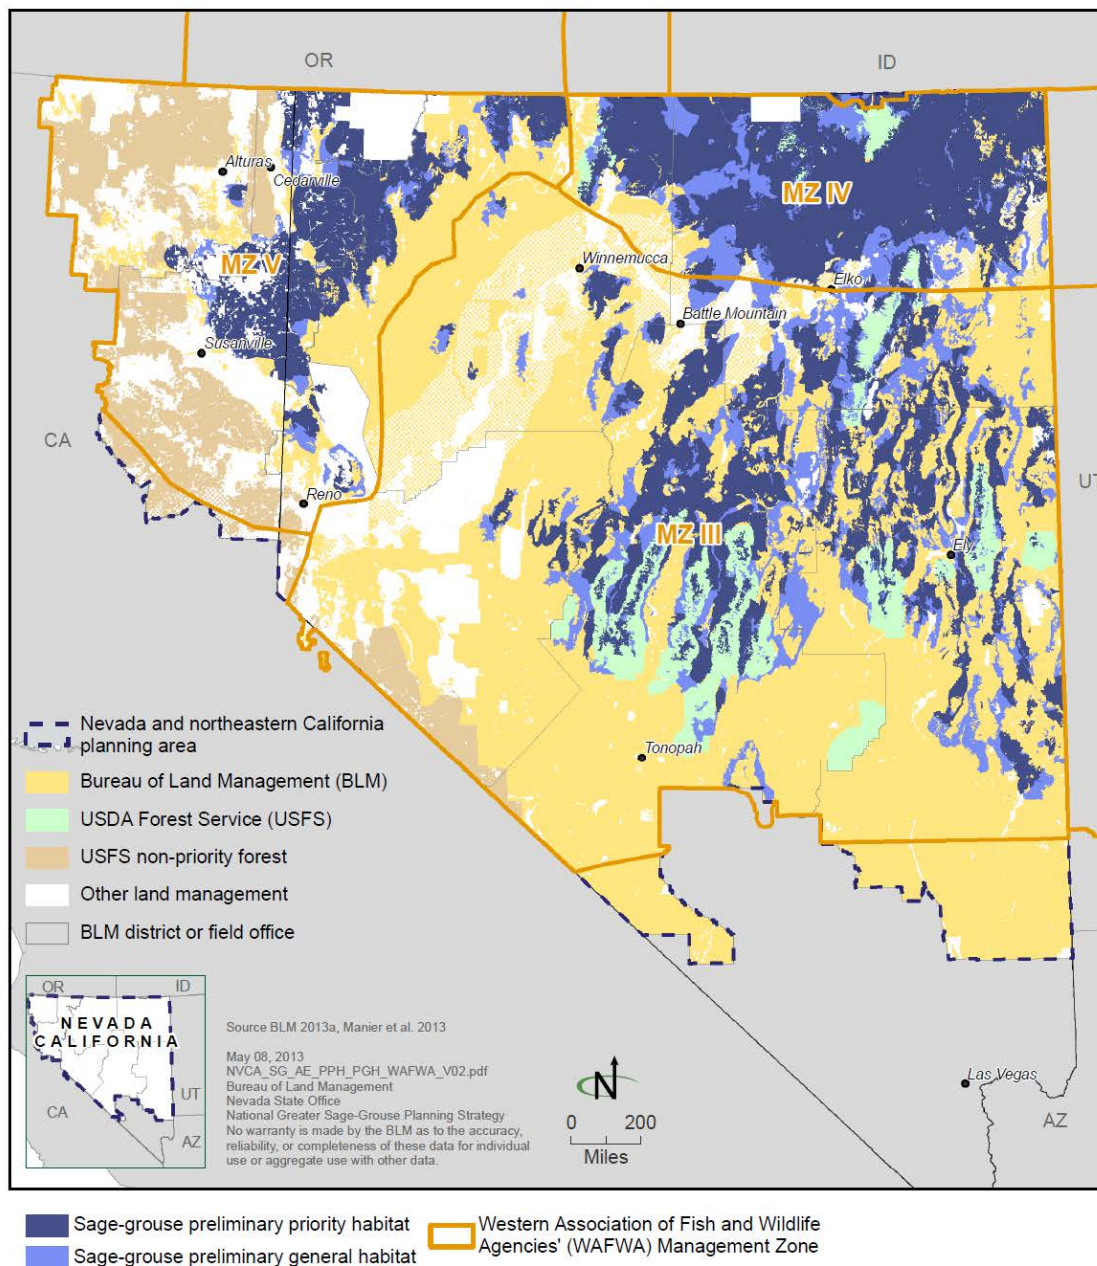 OR
ID
Alturas
Cedarville
MZ IV
MZ V
Winnemucca
Elko
Battle Mountain
Susanville
CA
UT
Reno
MZ III
Ely
Nevada and northeastern California
planning area
Tonopah
Bureau of Land Management (BLM)
USDA Forest Service (USFS)
USFS non-priority forest
Other land management
BLM district or field office
OR
ID
NEVADA
CALIFORNIA
UT
CA
AZ
Source BLM 2013a, Manier et al. 2013
May 08, 2013
NVCA_SG_AE_PPH_PGH_WAFWA_V02.pdf
Bureau of Land Management
Nevada State Office
National Greater Sage-Grouse Planning Strategy
No warranty is made by the BLM as to the accuracy,
reliability, or completeness of these data for individual
use or aggregate use with other data.
N
0 200
Miles
Las Vegas
AZ
Sage-grouse preliminary priority habitat
Sage-grouse preliminary general habitat
Western Association of Fish and Wildlife
Agencies' (WAFWA) Management Zone